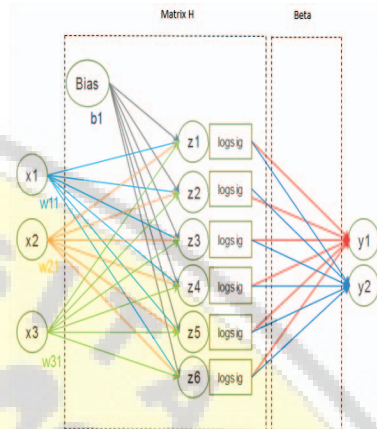 Matrix H
Beta
Bias
b1
x1
w11
x2
w21
x3
w31
z1
logsig
z2
logsig
z3
logsig
z4
logsig
z5
logsig
z6
logsig
y1
y2